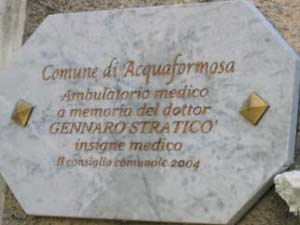 Comune di Acquaformosa
Ambulatorio medico
a memoria del dottor
GENNARO STRATICO'
insigne medico
Il consiglio comunale 2004